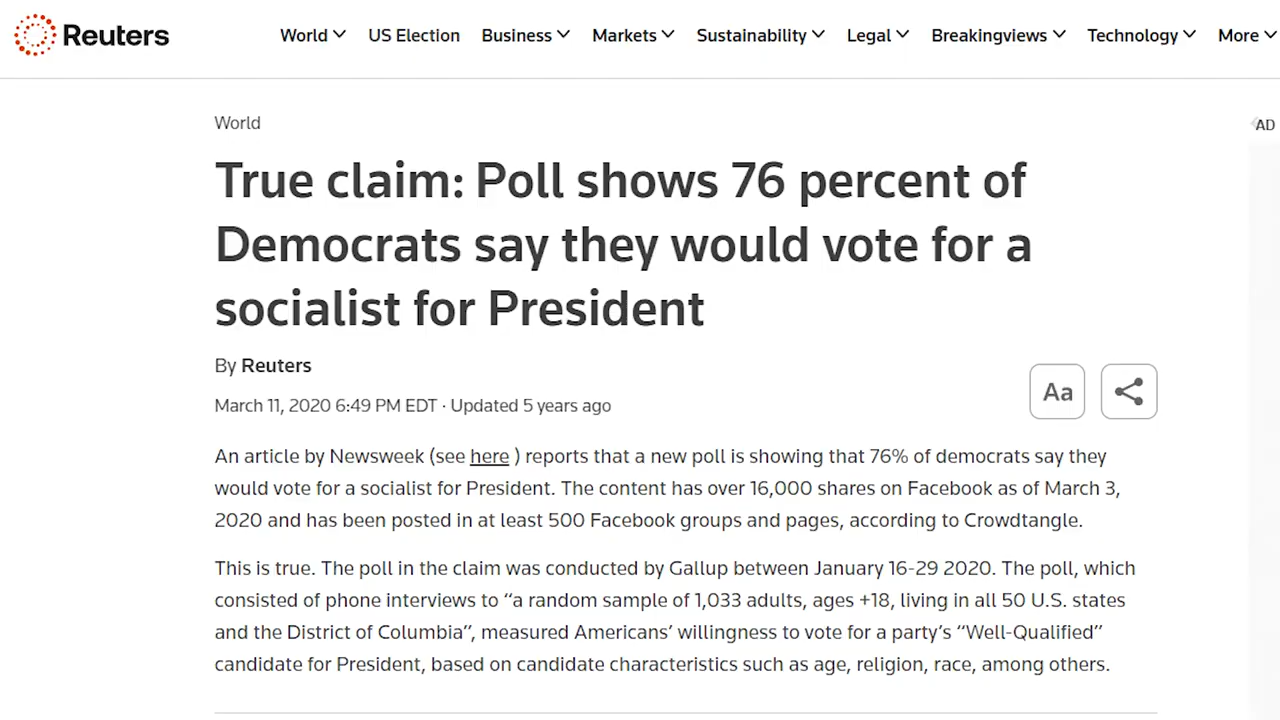 Reuters
World US Election Business Markets Sustainability Legal Breakingviews Technology More
World
AD
True claim: Poll shows 76 percent of
Democrats say they would vote for a
socialist for President
By Reuters
March 11, 2020 6:49 PM EDT · Updated 5 years ago
Aa
An article by Newsweek (see here ) reports that a new poll is showing that 76% of democrats say they
would vote for a socialist for President. The content has over 16,000 shares on Facebook as of March 3,
2020 and has been posted in at least 500 Facebook groups and pages, according to Crowdtangle.
This is true. The poll in the claim was conducted by Gallup between January 16-29 2020. The poll, which
consisted of phone interviews to “a random sample of 1,033 adults, ages +18, living in all 50 U.S. states
and the District of Columbia”, measured Americans’ willingness to vote for a party’s “Well-Qualified”
candidate for President, based on candidate characteristics such as age, religion, race, among others.